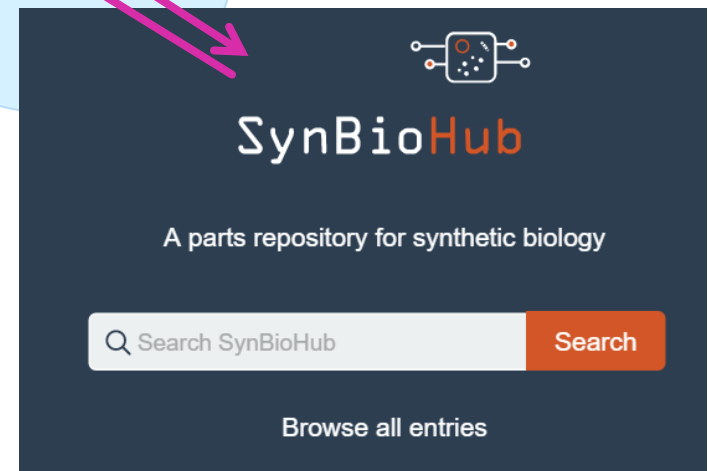 SynBioHub
A parts repository for synthetic biology
Search SynBioHub
Search
Browse all entries